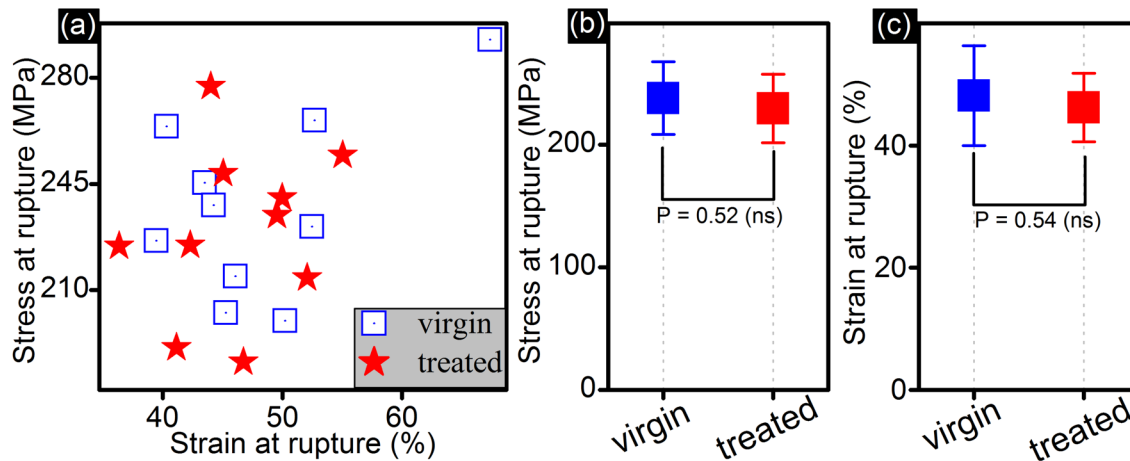 (a)
Stress at rupture (MPa)
280
245
210
40 50 60
Strain at rupture (%)
virgin
treated
(b)
Stress at rupture (MPa)
200
100
0
P = 0.52 (ns)
virgin treated
(c)
Strain at rupture (%)
40
20
0
P = 0.54 (ns)
virgin treated